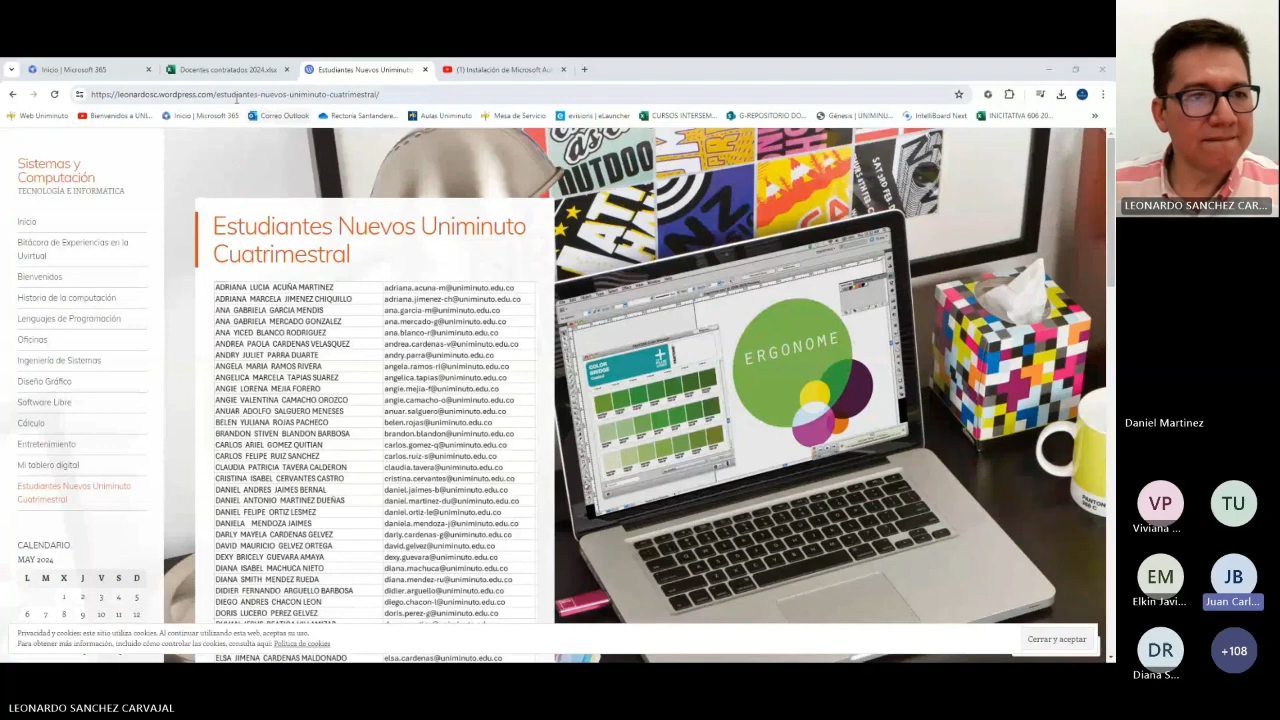 Inicio | Microsoft 365
Docentes contratados 2024.xlsx
Estudiantes Nuevos Uniminuto
(1) Instalación de Microsoft Au
https://leonardosc.wordpress.com/estudiantes-nuevos-uniminuto-cuatrimestral/
Web Uniminuto
Bienvenidos a UNI...
Inicio | Microsoft 365
Correo Outlook
Rectoría Santandere...
Aulas Uniminuto
Mesa de Servicio
evisions | eLauncher
CURSOS INTERSEM...
G-REPOSITORIO DO...
Génesis | UNIMINU...
IntelliBoard Next
INICITATIVA 606 20...
Sistemas y
Computación
TECNOLOGÍA E INFORMÁTICA
Inicio
Bitácora de Experiencias en la
Uvirtual
Bienvenidos
Historia de la computación
Lenguajes de Programación
Oficinas
Ingeniería de Sistemas
Diseño Gráfico
Software Libre
Cálculo
Entretenimiento
Mi tablero digital
Estudiantes Nuevos Uniminuto
Cuatrimestral
CALENDARIO
MAY 2024
L M X J V S D
1 2 3 4 5
6 7 8 9 10 11 12
Estudiantes Nuevos Uniminuto
Cuatrimestral
ADRIANA LUCIA ACUÑA MARTINEZ adriana.acuna-m@uniminuto.edu.co
ADRIANA MARCELA JIMENEZ CHIQUILLO adriana.jimenez-ch@uniminuto.edu.co
ANA GABRIELA GARCIA MENDIS ana.garcia-m@uniminuto.edu.co
ANA GABRIELA MERCADO GONZALEZ ana.mercado-g@uniminuto.edu.co
ANA YICED BLANCO RODRIGUEZ ana.blanco-r@uniminuto.edu.co
ANDREA PAOLA CARDENAS VELASQUEZ andrea.cardenas-v@uniminuto.edu.co
ANDRY JULIET PARRA DUARTE andry.parra@uniminuto.edu.co
ANGELA MARIA RAMOS RIVERA angela.ramos-ri@uniminuto.edu.co
ANGELICA MARCELA TAPIAS SUAREZ angelica.tapias@uniminuto.edu.co
ANGIE LORENA MEJIA FORERO angie.mejia-f@uniminuto.edu.co
ANGIE VALENTINA CAMACHO OROZCO angie.camacho-o@uniminuto.edu.co
ANUAR ADOLFO SALGUERO MENESES anuar.salguero@uniminuto.edu.co
BELEN YULIANA ROJAS PACHECO belen.rojas@uniminuto.edu.co
BRANDON STIVEN BLANDON BARBOSA brandon.blandon@uniminuto.edu.co
CARLOS ARIEL GOMEZ QUITIAN carlos.gomez-q@uniminuto.edu.co
CARLOS FELIPE RUIZ SANCHEZ carlos.ruiz-s@uniminuto.edu.co
CLAUDIA PATRICIA TAVERA CALDERON claudia.tavera@uniminuto.edu.co
CRISTINA ISABEL CERVANTES CASTRO cristina.cervantes@uniminuto.edu.co
DANIEL ANDRES JAIMES BERNAL daniel.jaimes-b@uniminuto.edu.co
DANIEL ANTONIO MARTINEZ DUEÑAS daniel.martinez-du@uniminuto.edu.co
DANIEL FELIPE ORTIZ LESMEZ daniel.ortiz-le@uniminuto.edu.co
DANIELA MENDOZA JAIMES daniela.mendoza-j@uniminuto.edu.co
DARLY MAYELA CARDENAS GELVEZ darly.cardenas-g@uniminuto.edu.co
DAVID MAURICIO GELVEZ ORTEGA david.gelvez@uniminuto.edu.co
DEXY BRICELY GUEVARA AMAYA dexy.guevara@uniminuto.edu.co
DIANA ISABEL MACHUCA NIETO diana.machuca@uniminuto.edu.co
DIANA SMITH MENDEZ RUEDA diana.mendez-ru@uniminuto.edu.co
DIDIER FERNANDO ARGUELLO BARBOSA didier.arguello@uniminuto.edu.co
DIEGO ANDRES CHACON LEON diego.chacon-l@uniminuto.edu.co
DORIS LUCERO PEREZ GELVEZ doris.perez-g@uniminuto.edu.co
Privacidad y cookies: este sitio utiliza cookies. Al continuar utilizando esta web, aceptas su uso.
Para obtener más información, incluido cómo controlar las cookies, consulta aquí: Política de cookies
Cerrar y aceptar
ELSA JIMENA CARDENAS MALDONADO elsa.cardenas@uniminuto.edu.co
as
OUTDOO
SAT 3RD FEB
COLOR
BRIDGE
ERGONOME
PANTONE
LEONARDO SANCHEZ CAR...
Daniel Martinez
VP
Viviana ...
TU
EM
Elkin Javi...
JB
Juan Carl...
DR
Diana S...
+108
LEONARDO SANCHEZ CARVAJAL